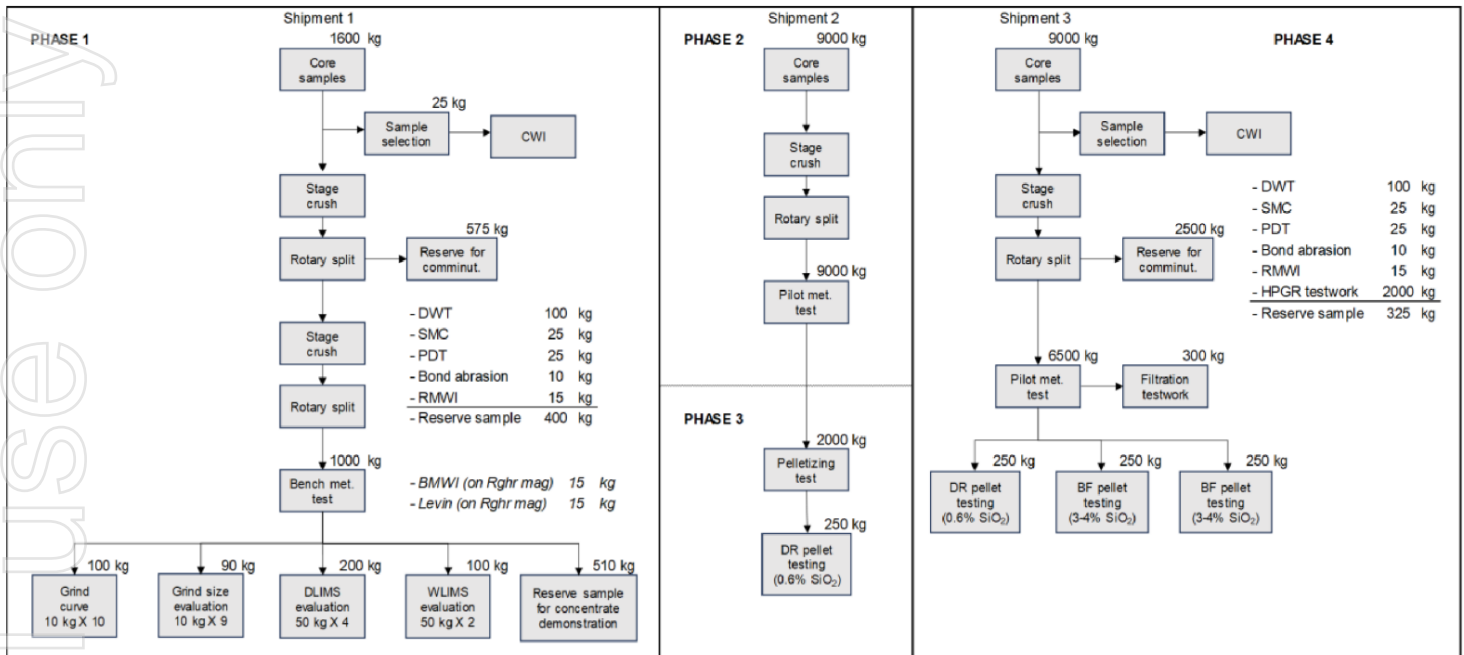 Shipment 1
PHASE 1
1600 kg
Core
samples
25 kg
Sample
selection
CWI
Stage
crush
575 kg
Rotary split
Reserve for
comminut.
Stage
crush
Rotary split
- DWT 100 kg
- SMC 25 kg
- PDT 25 kg
- Bond abrasion 10 kg
- RMWI 15 kg
- Reserve sample 400 kg
1000 kg
Bench met.
test
- BMWI (on Rghr mag) 15 kg
- Levin (on Rghr mag) 15 kg
100 kg
Grind
curve
10 kg X 10
90 kg
Grind size
evaluation
10 kg X 9
200 kg
DLIMS
evaluation
50 kg X 4
100 kg
WLIMS
evaluation
50 kg X 2
510 kg
Reserve sample
for concentrate
demonstration
Shipment 2
PHASE 2
9000 kg
Core
samples
Stage
crush
Rotary split
9000 kg
Pilot met.
test
PHASE 3
2000 kg
Pelletizing
test
250 kg
DR pellet
testing
(0.6% SiO₂)
Shipment 3
9000 kg
PHASE 4
Core
samples
Sample
selection
CWI
Stage
crush
2500 kg
Rotary split
Reserve for
comminut.
- DWT 100 kg
- SMC 25 kg
- PDT 25 kg
- Bond abrasion 10 kg
- RMWI 15 kg
- HPGR testwork 2000 kg
- Reserve sample 325 kg
6500 kg
Pilot met.
test
300 kg
Filtration
testwork
250 kg
DR pellet
testing
(0.6% SiO₂)
250 kg
BF pellet
testing
(3-4% SiO₂)
250 kg
BF pellet
testing
(3-4% SiO₂)
use only